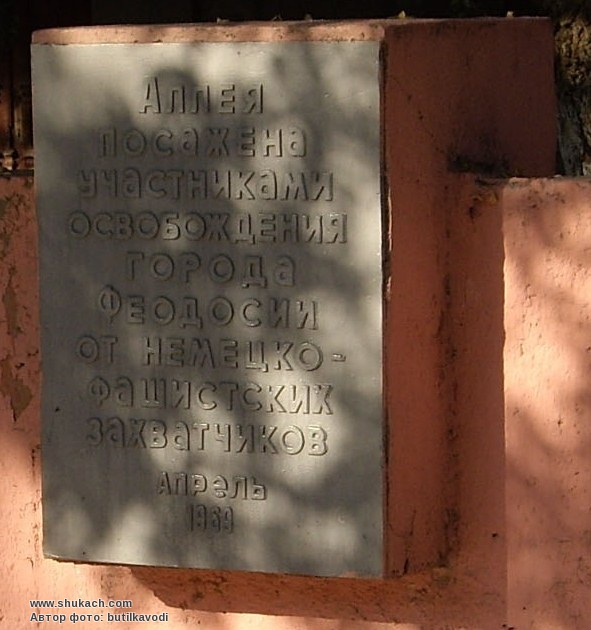 Аллея
посажена
участниками
освобождения
города
Феодосии
от немецко-
фашистских
захватчиков
Апрель
1969
www.shukach.com
Автор фото: butilkavodi